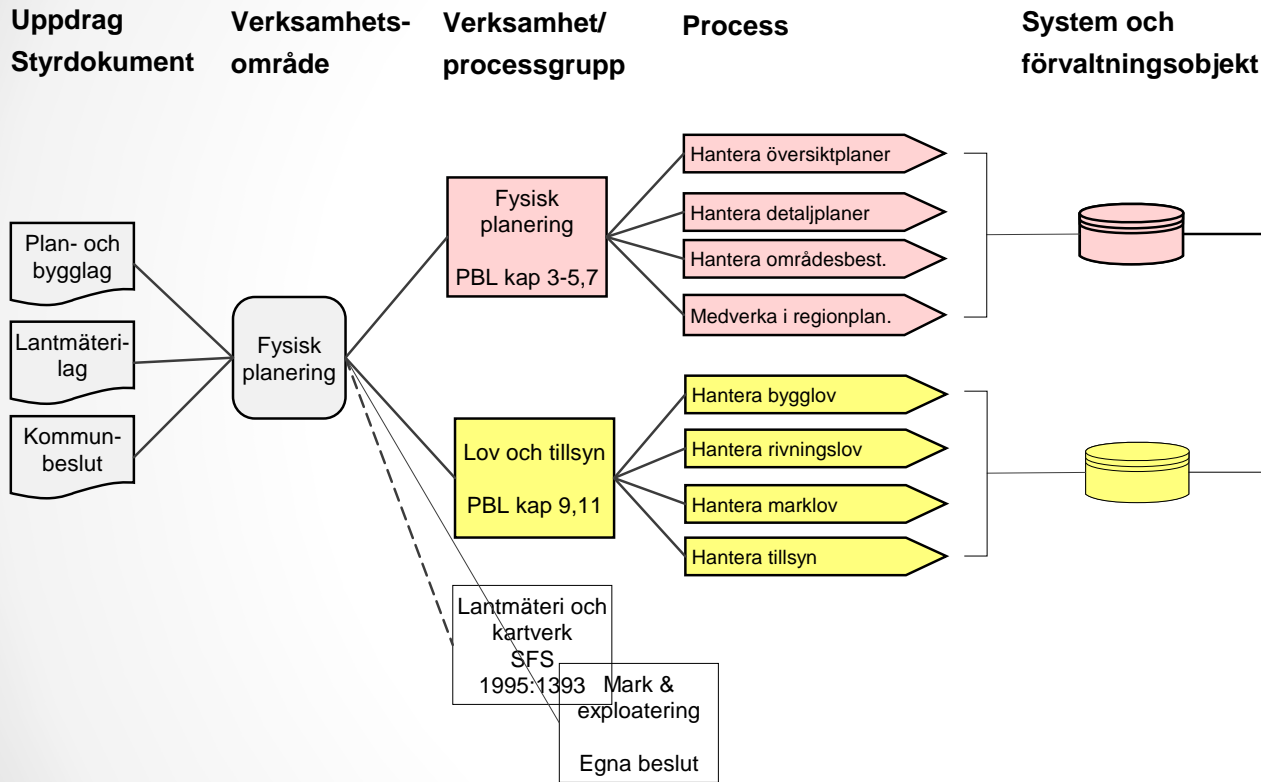 Uppdrag
Styrdokument
Verksamhets-
område
Verksamhet/
processgrupp
Process
System och
förvaltningsobjekt
Plan- och
bygglag
Lantmäteri-
lag
Kommun-
beslut
Fysisk
planering
Fysisk
planering
PBL kap 3-5,7
Hantera översiktplaner
Hantera detaljplaner
Hantera områdesbest.
Medverka i regionplan.
Lov och tillsyn
PBL kap 9,11
Hantera bygglov
Hantera rivningslov
Hantera marklov
Hantera tillsyn
Lantmäteri och
kartverk
SFS
1995:1393
Mark &
exploatering
Egna beslut